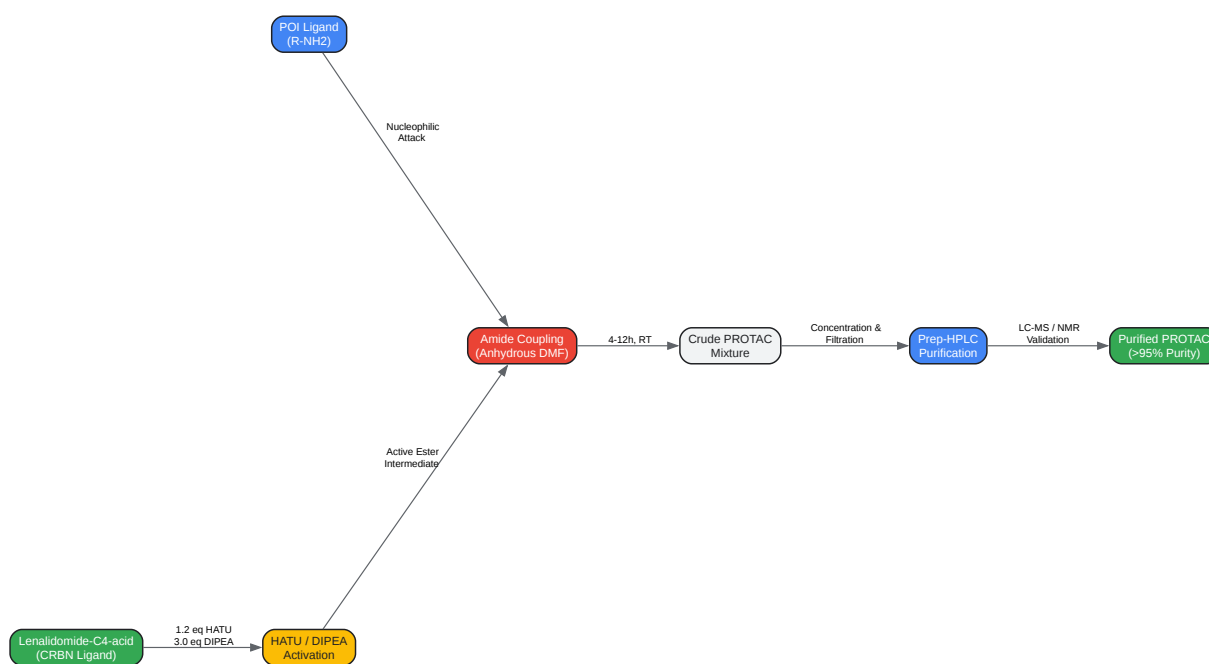 POI Ligand
(R-NH2)
Nucleophilic
Attack
Amide Coupling
(Anhydrous DMF)
4-12h, RT
Crude PROTAC
Mixture
Concentration &
Filtration
Prep-HPLC
Purification
LC-MS / NMR
Validation
Purified PROTAC
(>95% Purity)
Active Ester
Intermediate
Lenalidomide-C4-acid
(CRBN Ligand)
1.2 eq HATU
3.0 eq DIPEA
HATU / DIPEA
Activation